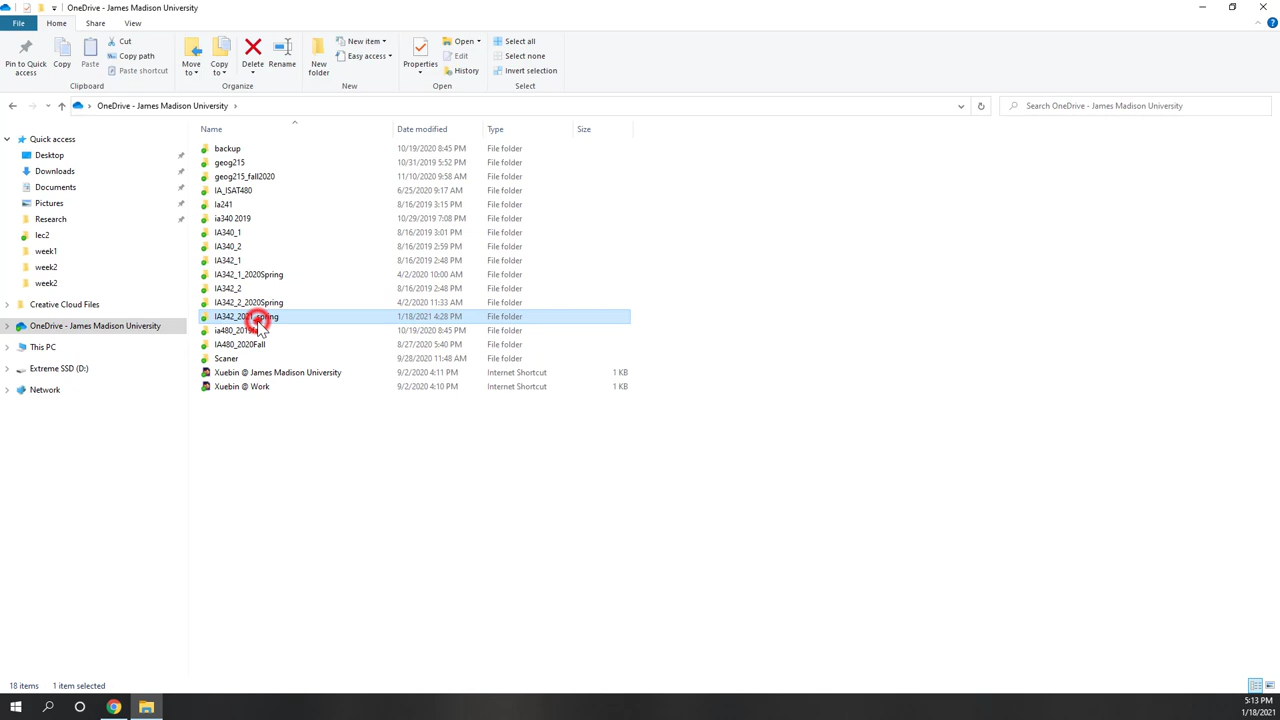 OneDrive - James Madison University
File Home Share View
Pin to Quick access
Copy
Paste
Cut
Copy path
Paste shortcut
Clipboard
Move to
Copy to
Delete
Rename
Organize
New folder
New item
Easy access
New
Properties
Open
Edit
History
Open
Select all
Select none
Invert selection
Select
OneDrive - James Madison University
Search OneDrive - James Madison University
Quick access
Desktop
Downloads
Documents
Pictures
Research
lec2
week1
week2
week2
Creative Cloud Files
OneDrive - James Madison University
This PC
Extreme SSD (D:)
Network
Name Date modified Type Size
backup 10/19/2020 8:45 PM File folder
geog215 10/31/2019 5:52 PM File folder
geog215_fall2020 11/10/2020 9:58 AM File folder
IA_ISAT480 6/25/2020 9:17 AM File folder
Ia241 8/16/2019 3:15 PM File folder
ia340 2019 10/29/2019 7:08 PM File folder
IA340_1 8/16/2019 3:01 PM File folder
IA340_2 8/16/2019 2:59 PM File folder
IA342_1 8/16/2019 2:48 PM File folder
IA342_1_2020Spring 4/2/2020 10:00 AM File folder
IA342_2 8/16/2019 2:48 PM File folder
IA342_2_2020Spring 4/2/2020 11:33 AM File folder
IA342_2021_spring 1/18/2021 4:28 PM File folder
10/19/2020 8:45 PM File folder
IA480_2020Fall 8/27/2020 5:40 PM File folder
Scaner 9/28/2020 11:48 AM File folder
Xuebin @ James Madison University 9/2/2020 4:11 PM Internet Shortcut 1 KB
Xuebin @ Work 9/2/2020 4:10 PM Internet Shortcut 1 KB
18 items 1 item selected
5:13 PM
1/18/2021